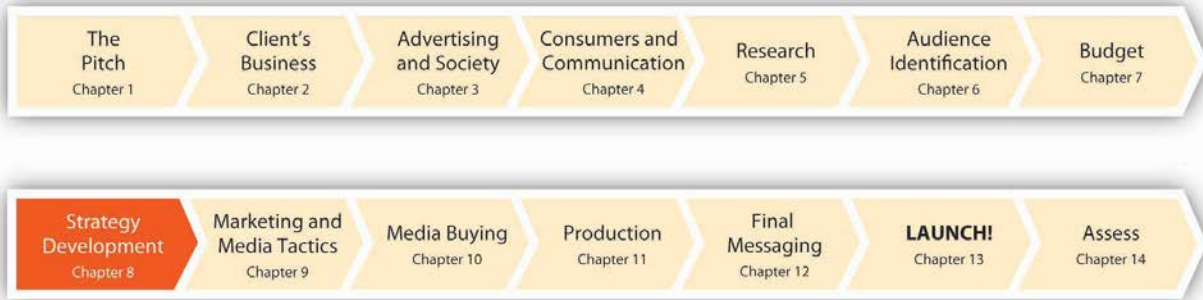 The
Pitch
Chapter 1
Client's
Business
Chapter 2
Advertising
and Society
Chapter 3
Consumers and
Communication
Chapter 4
Research
Chapter 5
Audience
Identification
Chapter 6
Budget
Chapter 7
Strategy
Development
Chapter 8
Marketing and
Media Tactics
Chapter 9
Media Buying
Chapter 10
Production
Chapter 11
Final
Messaging
Chapter 12
LAUNCH!
Chapter 13
Assess
Chapter 14